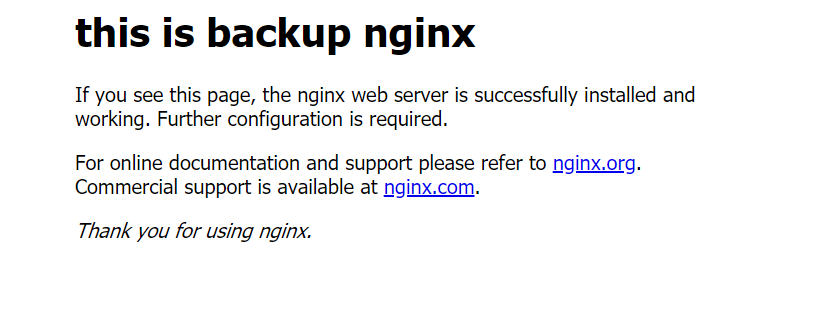 this is backup nginx
If you see this page, the nginx web server is successfully installed and
working. Further configuration is required.
For online documentation and support please refer to nginx.org.
Commercial support is available at nginx.com.
Thank you for using nginx.